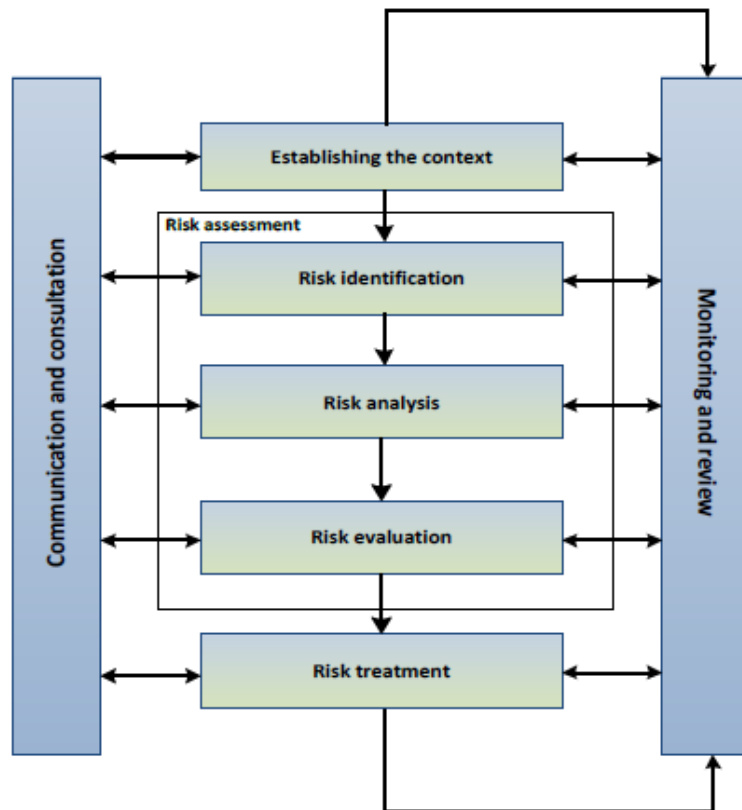 Establishing the context
Risk assessment
Risk identification
Risk analysis
Risk evaluation
Risk treatment
Communication and consultation
Monitoring and review